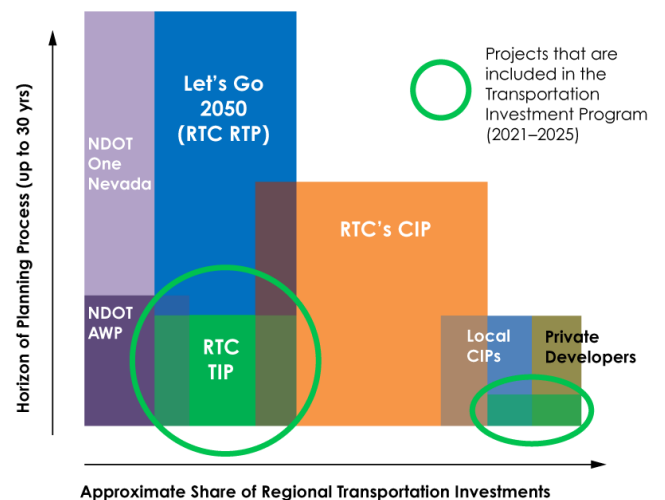 Horizon of Planning Process (up to 30 yrs)
NDOT
One
Nevada
Let's Go
2050
(RTC RTP)
Projects that are
included in the
Transportation
Investment Program
(2021–2025)
RTC's CIP
NDOT
AWP
RTC
TIP
Local
CIPs
Private
Developers
Approximate Share of Regional Transportation Investments